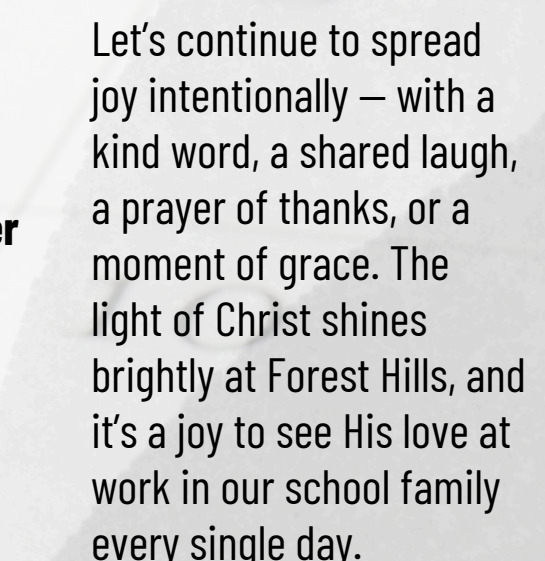 Let's continue to spread
joy intentionally – with a
kind word, a shared laugh,
a prayer of thanks, or a
er
moment of grace. The
light of Christ shines
brightly at Forest Hills, and
it's a joy to see His love at
work in our school family
every single day.